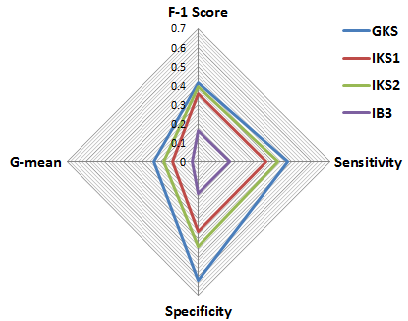 F-1 Score
0.7
0.6
0.5
0.4
0.3
0.2
0.1
0
GKS
IKS1
IKS2
IB3
G-mean
Sensitivity
Specificity